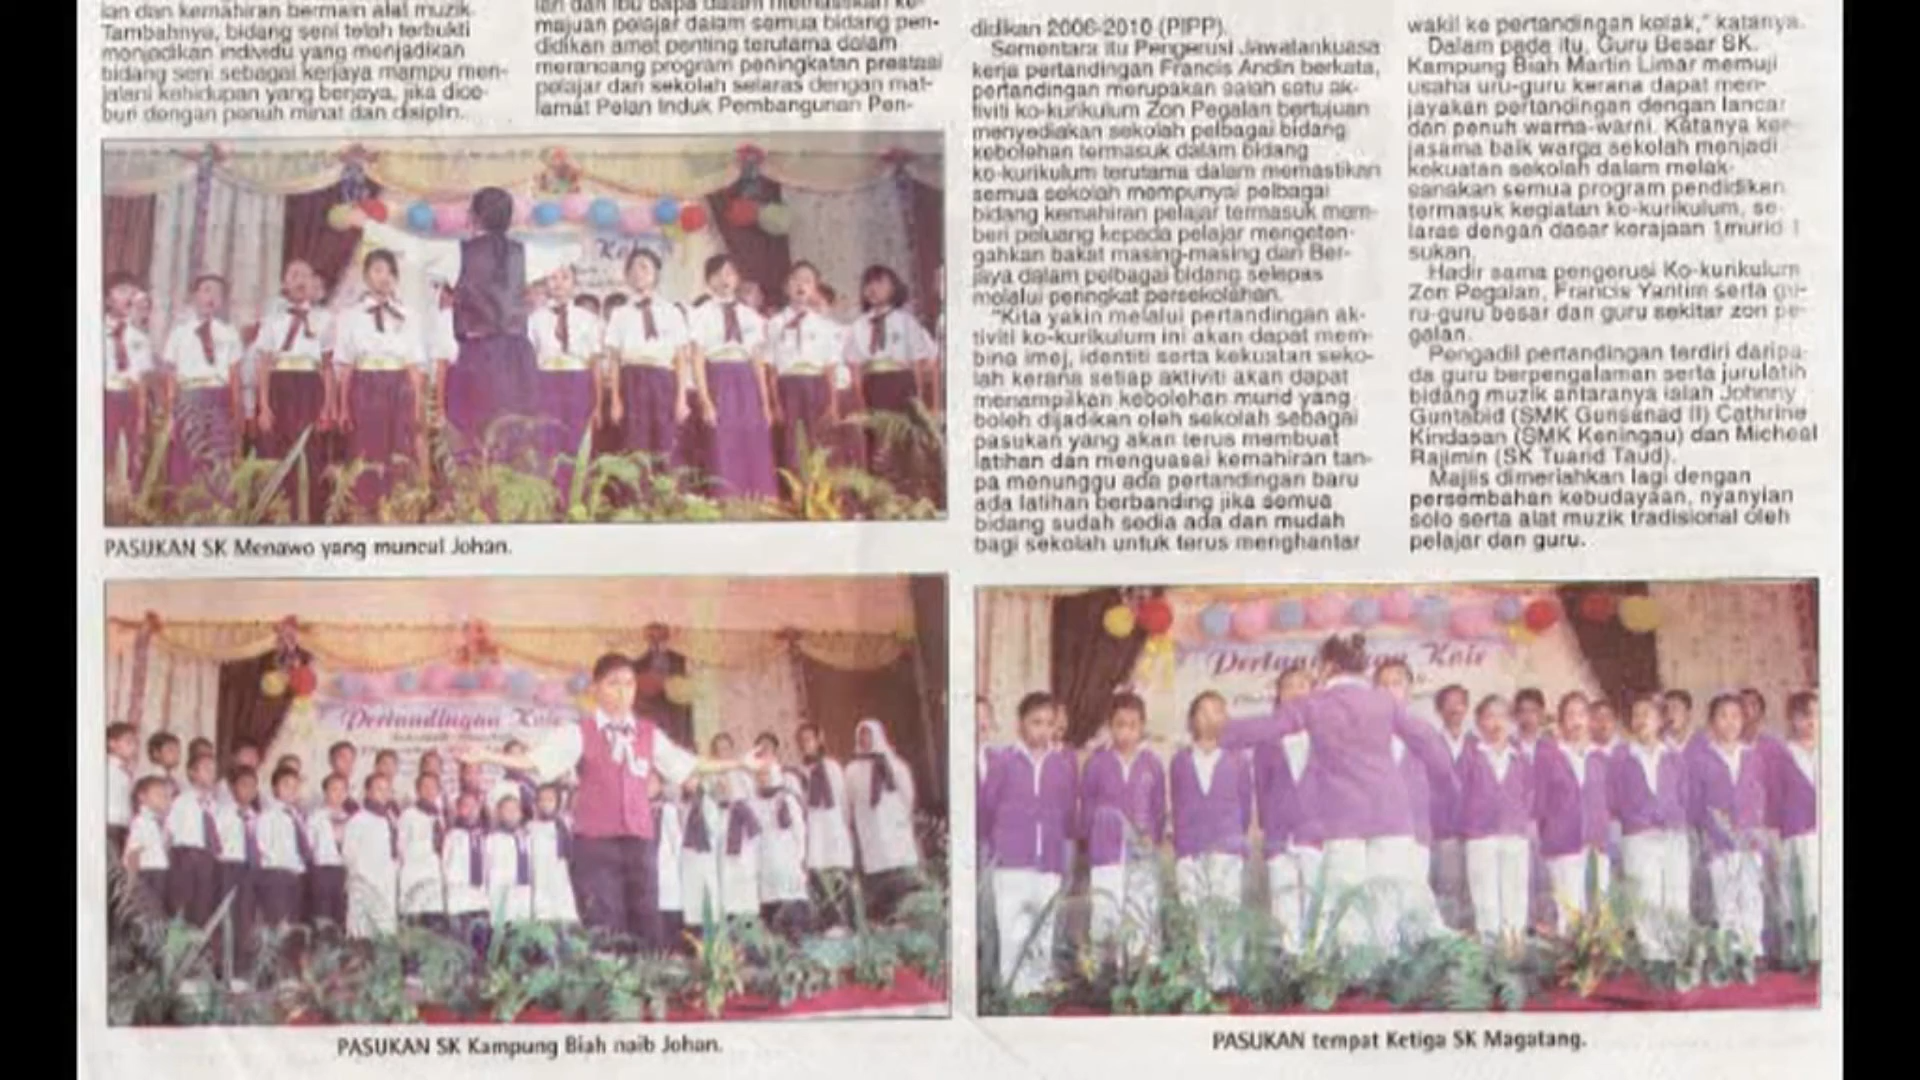 lan dan kemahiran bermain alat muzik.
Tambahnya, bidang seni telah terbukti
menjadikan individu yang menjadikan
bidang seni sebagai kerjaya mampu men-
jalani kehidupan yang berjaya, jika dice-
buri dengan penuh minat dan disiplin.
lan dan ibu bapa dalam memastikan ke-
majuan pelajar dalam semua bidang pen-
didikan amat penting terutama dalam
merancang program peningkatan prestasi
pelajar dan sekolah selaras dengan mat-
lamat Pelan Induk Pembangunan Pen-
didikan 2006-2010 (PIPP).
Sementara itu Pengerusi Jawatankuasa
kerja pertandingan Francis Andin berkata,
pertandingan merupakan salah satu ak-
tiviti ko-kurikulum Zon Pegalan bertujuan
menyediakan sekolah pelbagai bidang
kebolehan termasuk dalam bidang
ko-kurikulum terutama dalam memastikan
semua sekolah mempunyai pelbagai
bidang kemahiran pelajar termasuk mem-
beri peluang kepada pelajar mengeten-
gahkan bakat masing-masing dan Ber-
jaya dalam pelbagai bidang selepas
melalui peringkat persekolahan.
"Kita yakin melalui pertandingan ak-
tiviti ko-kurikulum ini akan dapat mem-
bina imej, identiti serta kekuatan seko-
lah kerana setiap aktiviti akan dapat
menampilkan kebolehan murid yang
boleh dijadikan oleh sekolah sebagai
pasukan yang akan terus membuat
latihan dan menguasai kemahiran tan-
pa menunggu ada pertandingan baru
ada latihan berbanding jika semua
bidang sudah sedia ada dan mudah
bagi sekolah untuk terus menghantar
wakil ke pertandingan kelak," katanya.
Dalam pada itu, Guru Besar SK.
Kampung Biah Martin Limar memuji
usaha uru-guru kerana dapat men-
jayakan pertandingan dengan lancar
dan penuh warna-warni. Katanya ker-
jasama baik warga sekolah menjadi
kekuatan sekolah dalam melak-
sanakan semua program pendidikan
termasuk kegiatan ko-kurikulum, se-
laras dengan dasar kerajaan 1murid 1
sukan.
Hadir sama pengerusi Ko-kurikulum
Zon Pegalan, Francis Yantim serta gu-
ru-guru besar dan guru sekitar zon pe-
galan.
Pengadil pertandingan terdiri daripa-
da guru berpengalaman serta jurulatih
bidang muzik antaranya ialah Johnny
Guntabid (SMK Gunsanad II) Cathrine
Kindasan (SMK Keningau) dan Micheal
Rajimin (SK Tuarid Taud).
Majlis dimeriahkan lagi dengan
persembahan kebudayaan, nyanyian
solo serta alat muzik tradisional oleh
pelajar dan guru.
PASUKAN SK Menawo yang muncul Johan.
Pertandingan Koir
PASUKAN SK Kampung Biah naib Johan.
Koir
PASUKAN tempat Ketiga SK Magatang.